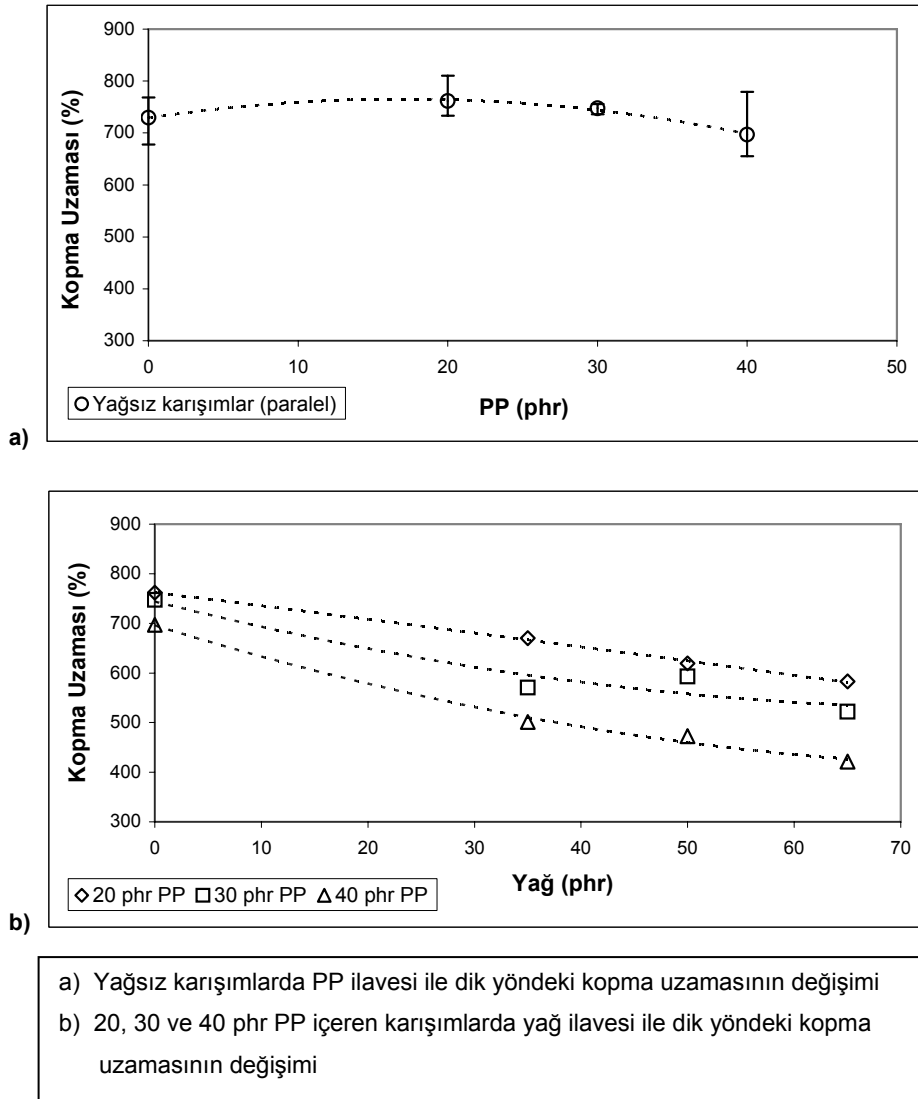 900
800
700
600
500
400
300
Kopma Uzaması (%)
0 10 20 30 40 50
Yağsız karışımlar (paralel)
PP (phr)
a)
900
800
700
600
500
400
300
Kopma Uzaması (%)
0 10 20 30 40 50 60 70
20 phr PP 30 phr PP 40 phr PP
Yağ (phr)
b)
a) Yağsız karışımlarda PP ilavesi ile dik yöndeki kopma uzamasının değişimi
b) 20, 30 ve 40 phr PP içeren karışımlarda yağ ilavesi ile dik yöndeki kopma
uzamasının değişimi